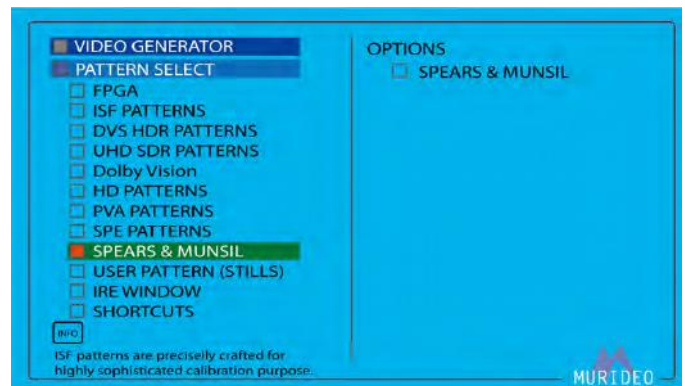 VIDEO GENERATOR
PATTERN SELECT
FPGA
ISF PATTERNS
DVS HDR PATTERNS
UHD SDR PATTERNS
Dolby Vision
HD PATTERNS
PVA PATTERNS
SPE PATTERNS
SPEARS & MUNSIL
USER PATTERN (STILLS)
IRE WINDOW
SHORTCUTS
INFO
ISF patterns are preciselly crafted for
highly sophisticated calibration purpose.
OPTIONS
SPEARS & MUNSIL
MURIDEO